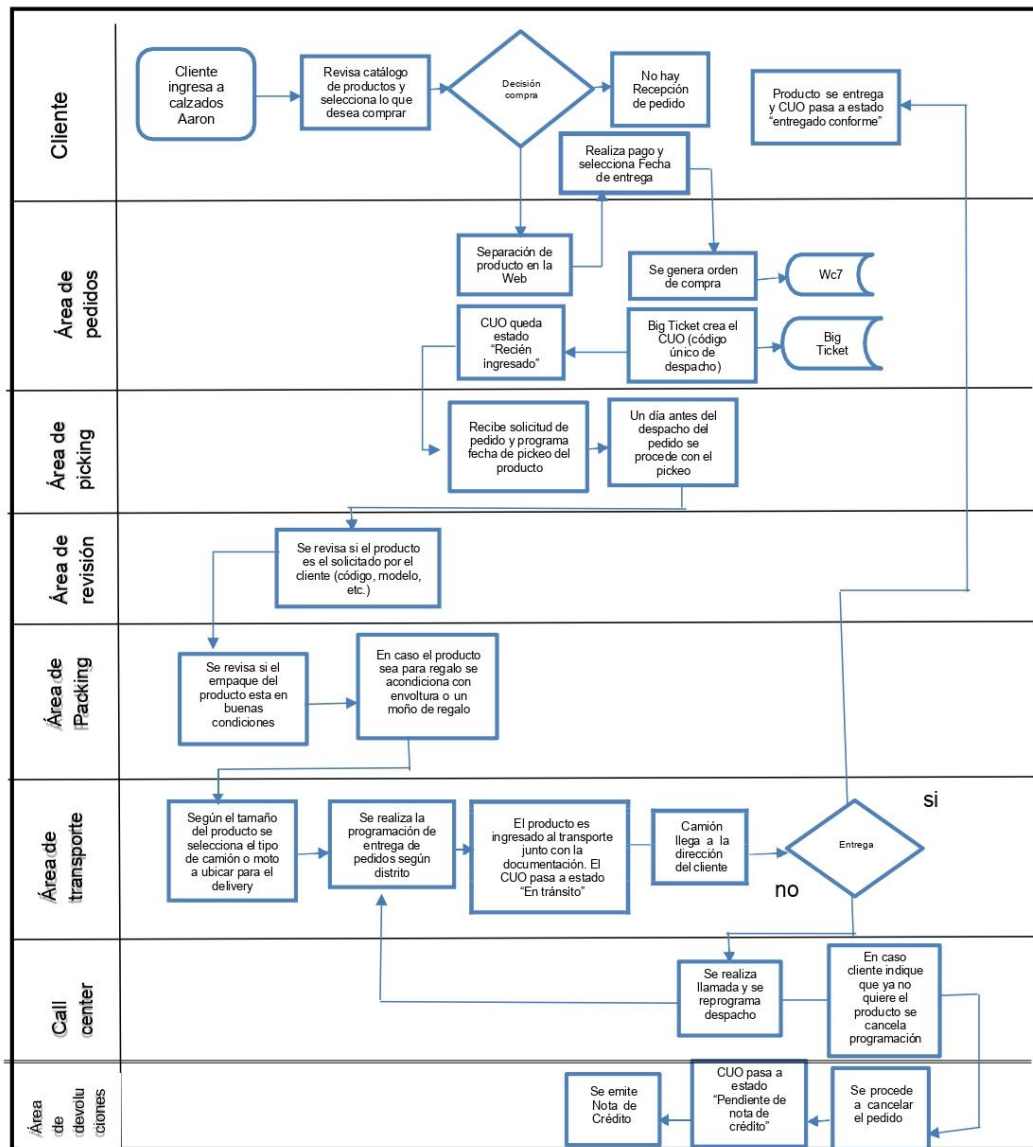 Cliente
Cliente
ingresa a
calzados
Aaron
Revisa catálogo
de productos y
selecciona lo que
desea comprar
Decisión
compra
No hay
Recepción
de pedido
Producto se entrega
y CUO pasa a estado
“entregado conforme”
Realiza pago y
selecciona Fecha
de entrega
Área de
pedidos
Separación de
producto en la
Web
Se genera orden
de compra
Wc7
CUO queda
estado
“Recién
ingresado”
Big Ticket crea el
CUO (código
único de
despacho)
Big
Ticket
Área de
picking
Recibe solicitud de
pedido y programa
fecha de pickeo del
producto
Un día antes del
despacho del
pedido se
procede con el
pickeo
Área de
revisión
Se revisa si el producto
es el solicitado por el
cliente (código, modelo,
etc.)
Área de
Packing
Se revisa si el
empaque del
producto esta en
buenas
condiciones
En caso el producto
sea para regalo se
acondiciona con
envoltura o un
moño de regalo
Área de
transporte
Según el tamaño
del producto se
selecciona el tipo
de camión o moto
a ubicar para el
delivery
Se realiza la
programación de
entrega de
pedidos según
distrito
El producto es
ingresado al transporte
junto con la
documentación. El
CUO pasa a estado
“En tránsito”
Camión
llega a la
dirección
del cliente
Entrega
si
no
Call
center
Se realiza
llamada y se
reprograma
despacho
En caso
cliente indique
que ya no
quiere el
producto se
cancela
programación
Área
de
devolu
ciones
Se emite
Nota de
Crédito
CUO pasa a
estado
“Pendiente de
nota de
crédito”
Se procede
a cancelar
el pedido